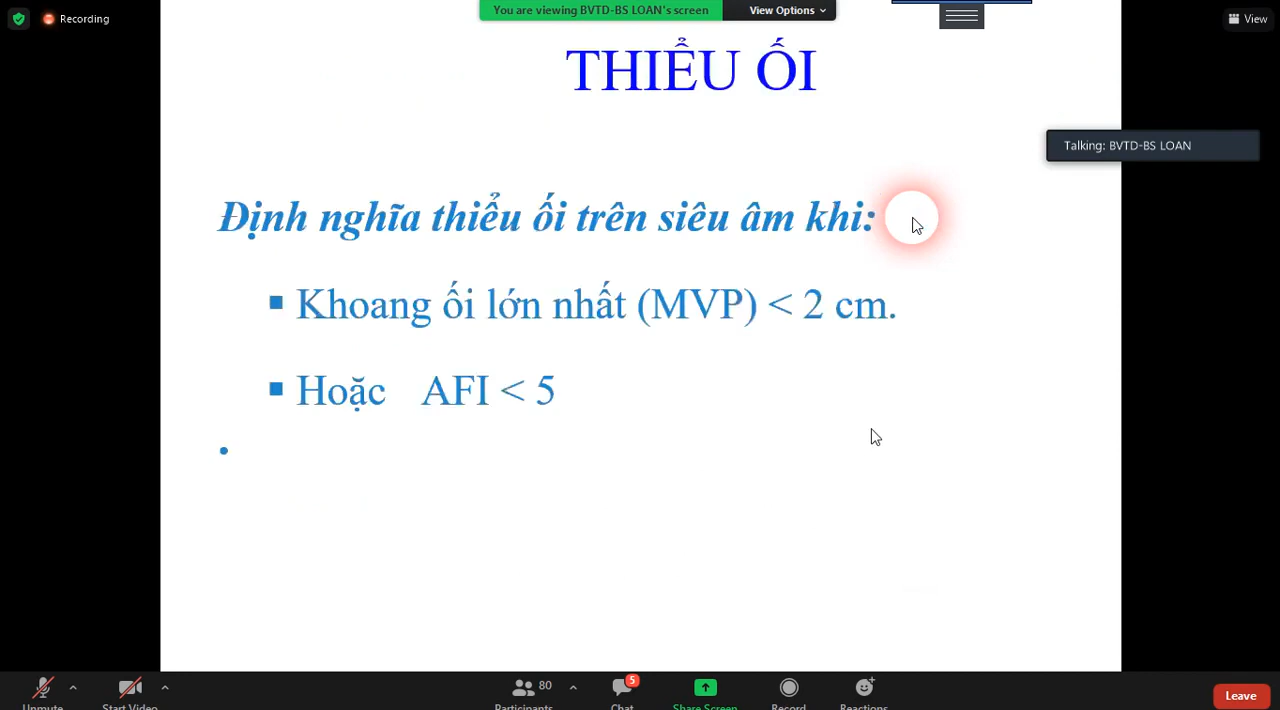 Recording
You are viewing BVTD-BS LOAN's screen
View Options
View
THIỂU ỐI
Talking: BVTD-BS LOAN
Định nghĩa thiểu ối trên siêu âm khi:
▪ Khoang ối lớn nhất (MVP) < 2 cm.
▪ Hoặc AFI < 5
•
Unmute
Start Video
80
Participants
5
Chat
Share Screen
Record
Reactions
Leave